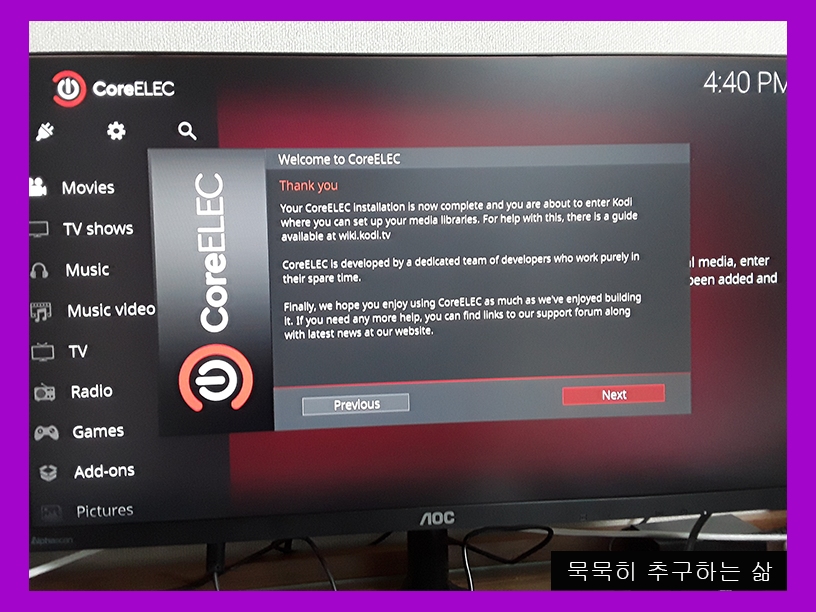 CoreELEC
4:40 PM
Movies
TV shows
Music
Music video
TV
Radio
Games
Add-ons
Pictures
CoreELEC
Welcome to CoreELEC
Thank you
Your CoreELEC installation is now complete and you are about to enter Kodi
where you can set up your media libraries. For help with this, there is a guide
available at wiki.kodi.tv
CoreELEC is developed by a dedicated team of developers who work purely in
their spare time.
Finally, we hope you enjoy using CoreELEC as much as we've enjoyed building
it. If you need any more help, you can find links to our support forum along
with latest news at our website.
Previous
Next
l media, enter
been added and
AOC
묵묵히 추구하는 삶